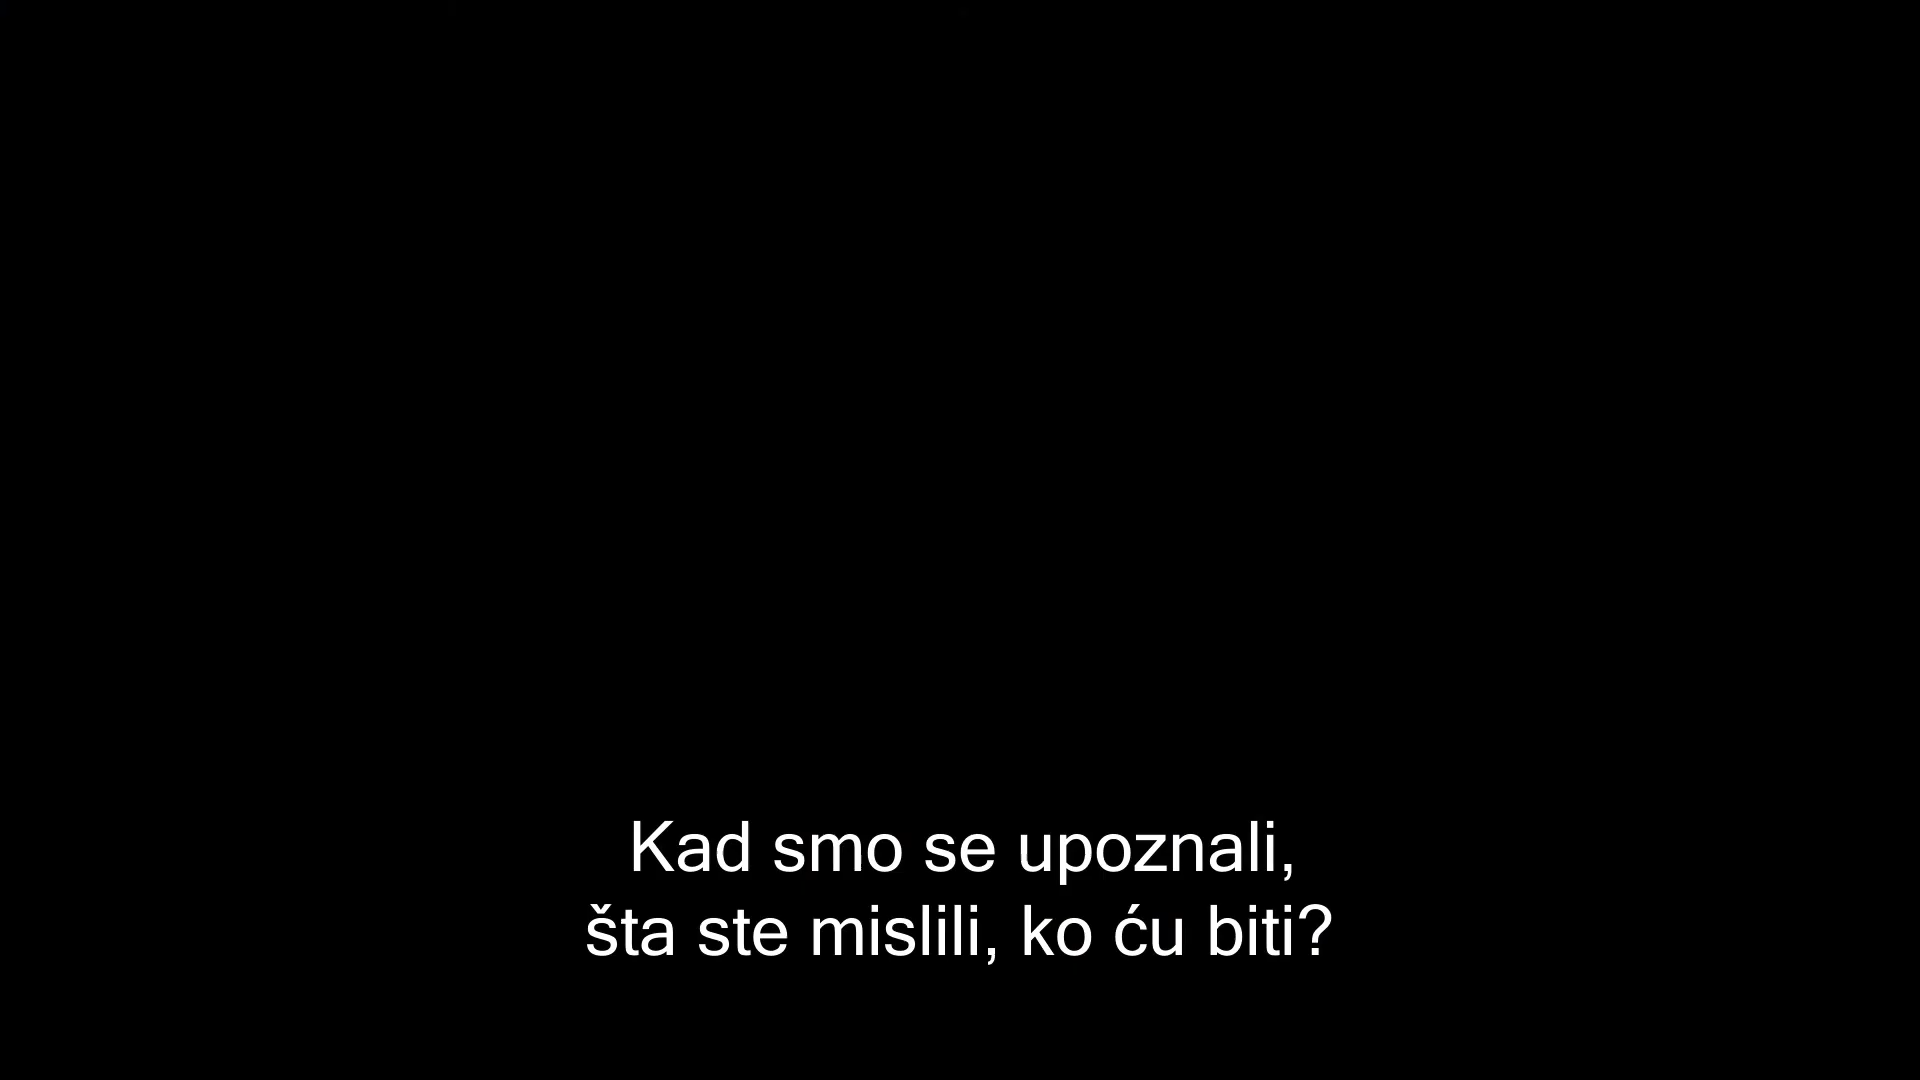 Kad smo se upoznali,
šta ste mislili, ko ću biti?